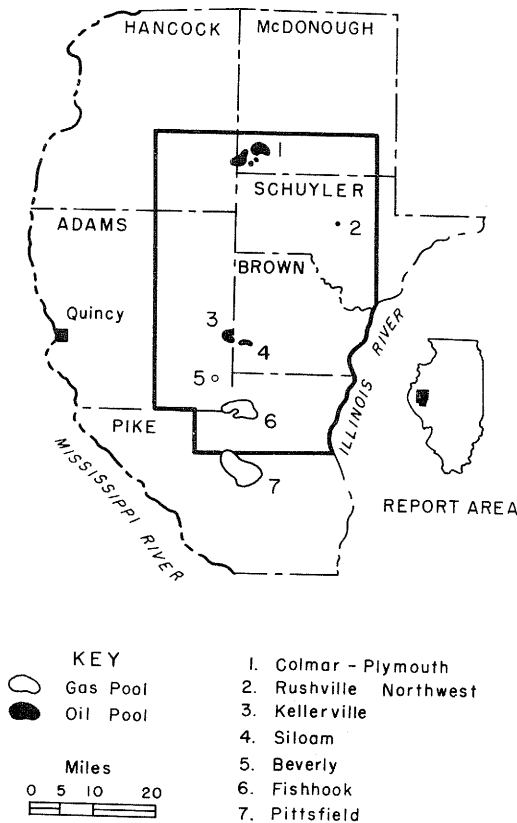 HANCOCK
McDONOUGH
1
SCHUYLER
ADAMS
2
BROWN
Quincy
3
4
5
6
PIKE
7
ILLINOIS RIVER
MISSISSIPPI RIVER
REPORT AREA
KEY
Gas Pool
Oil Pool
Miles
0 5 10 20
1. Colmar - Plymouth
2. Rushville Northwest
3. Kellerville
4. Siloam
5. Beverly
6. Fishhook
7. Pittsfield